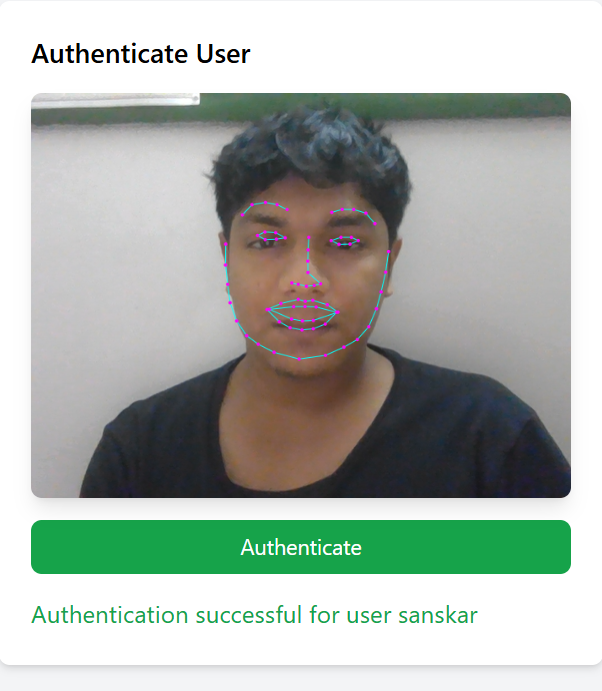 Authenticate User
Authenticate
Authentication successful for user sanskar